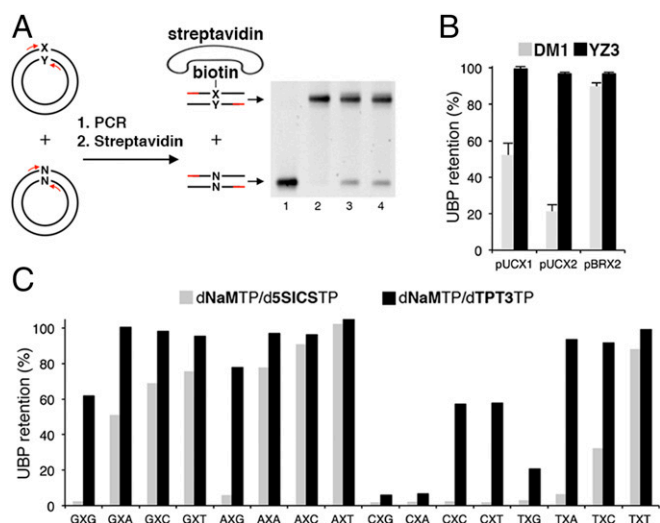 A
X
Y
+
N
N
1. PCR
2. Streptavidin
streptavidin
biotin
X
Y
+
N
N
1 2 3 4
B
DM1 YZ3
UBP retention (%)
100
80
60
40
20
0
pUCX1 pUCX2 pBRX2
C
dNaMTP/d5SICSTP dNaMTP/dTPT3TP
UBP retention (%)
100
80
60
40
20
0
GXG GXA GXC GXT AXG AXA AXC AXT CXG CXA CXC CXT TXG TXA TXC TXT